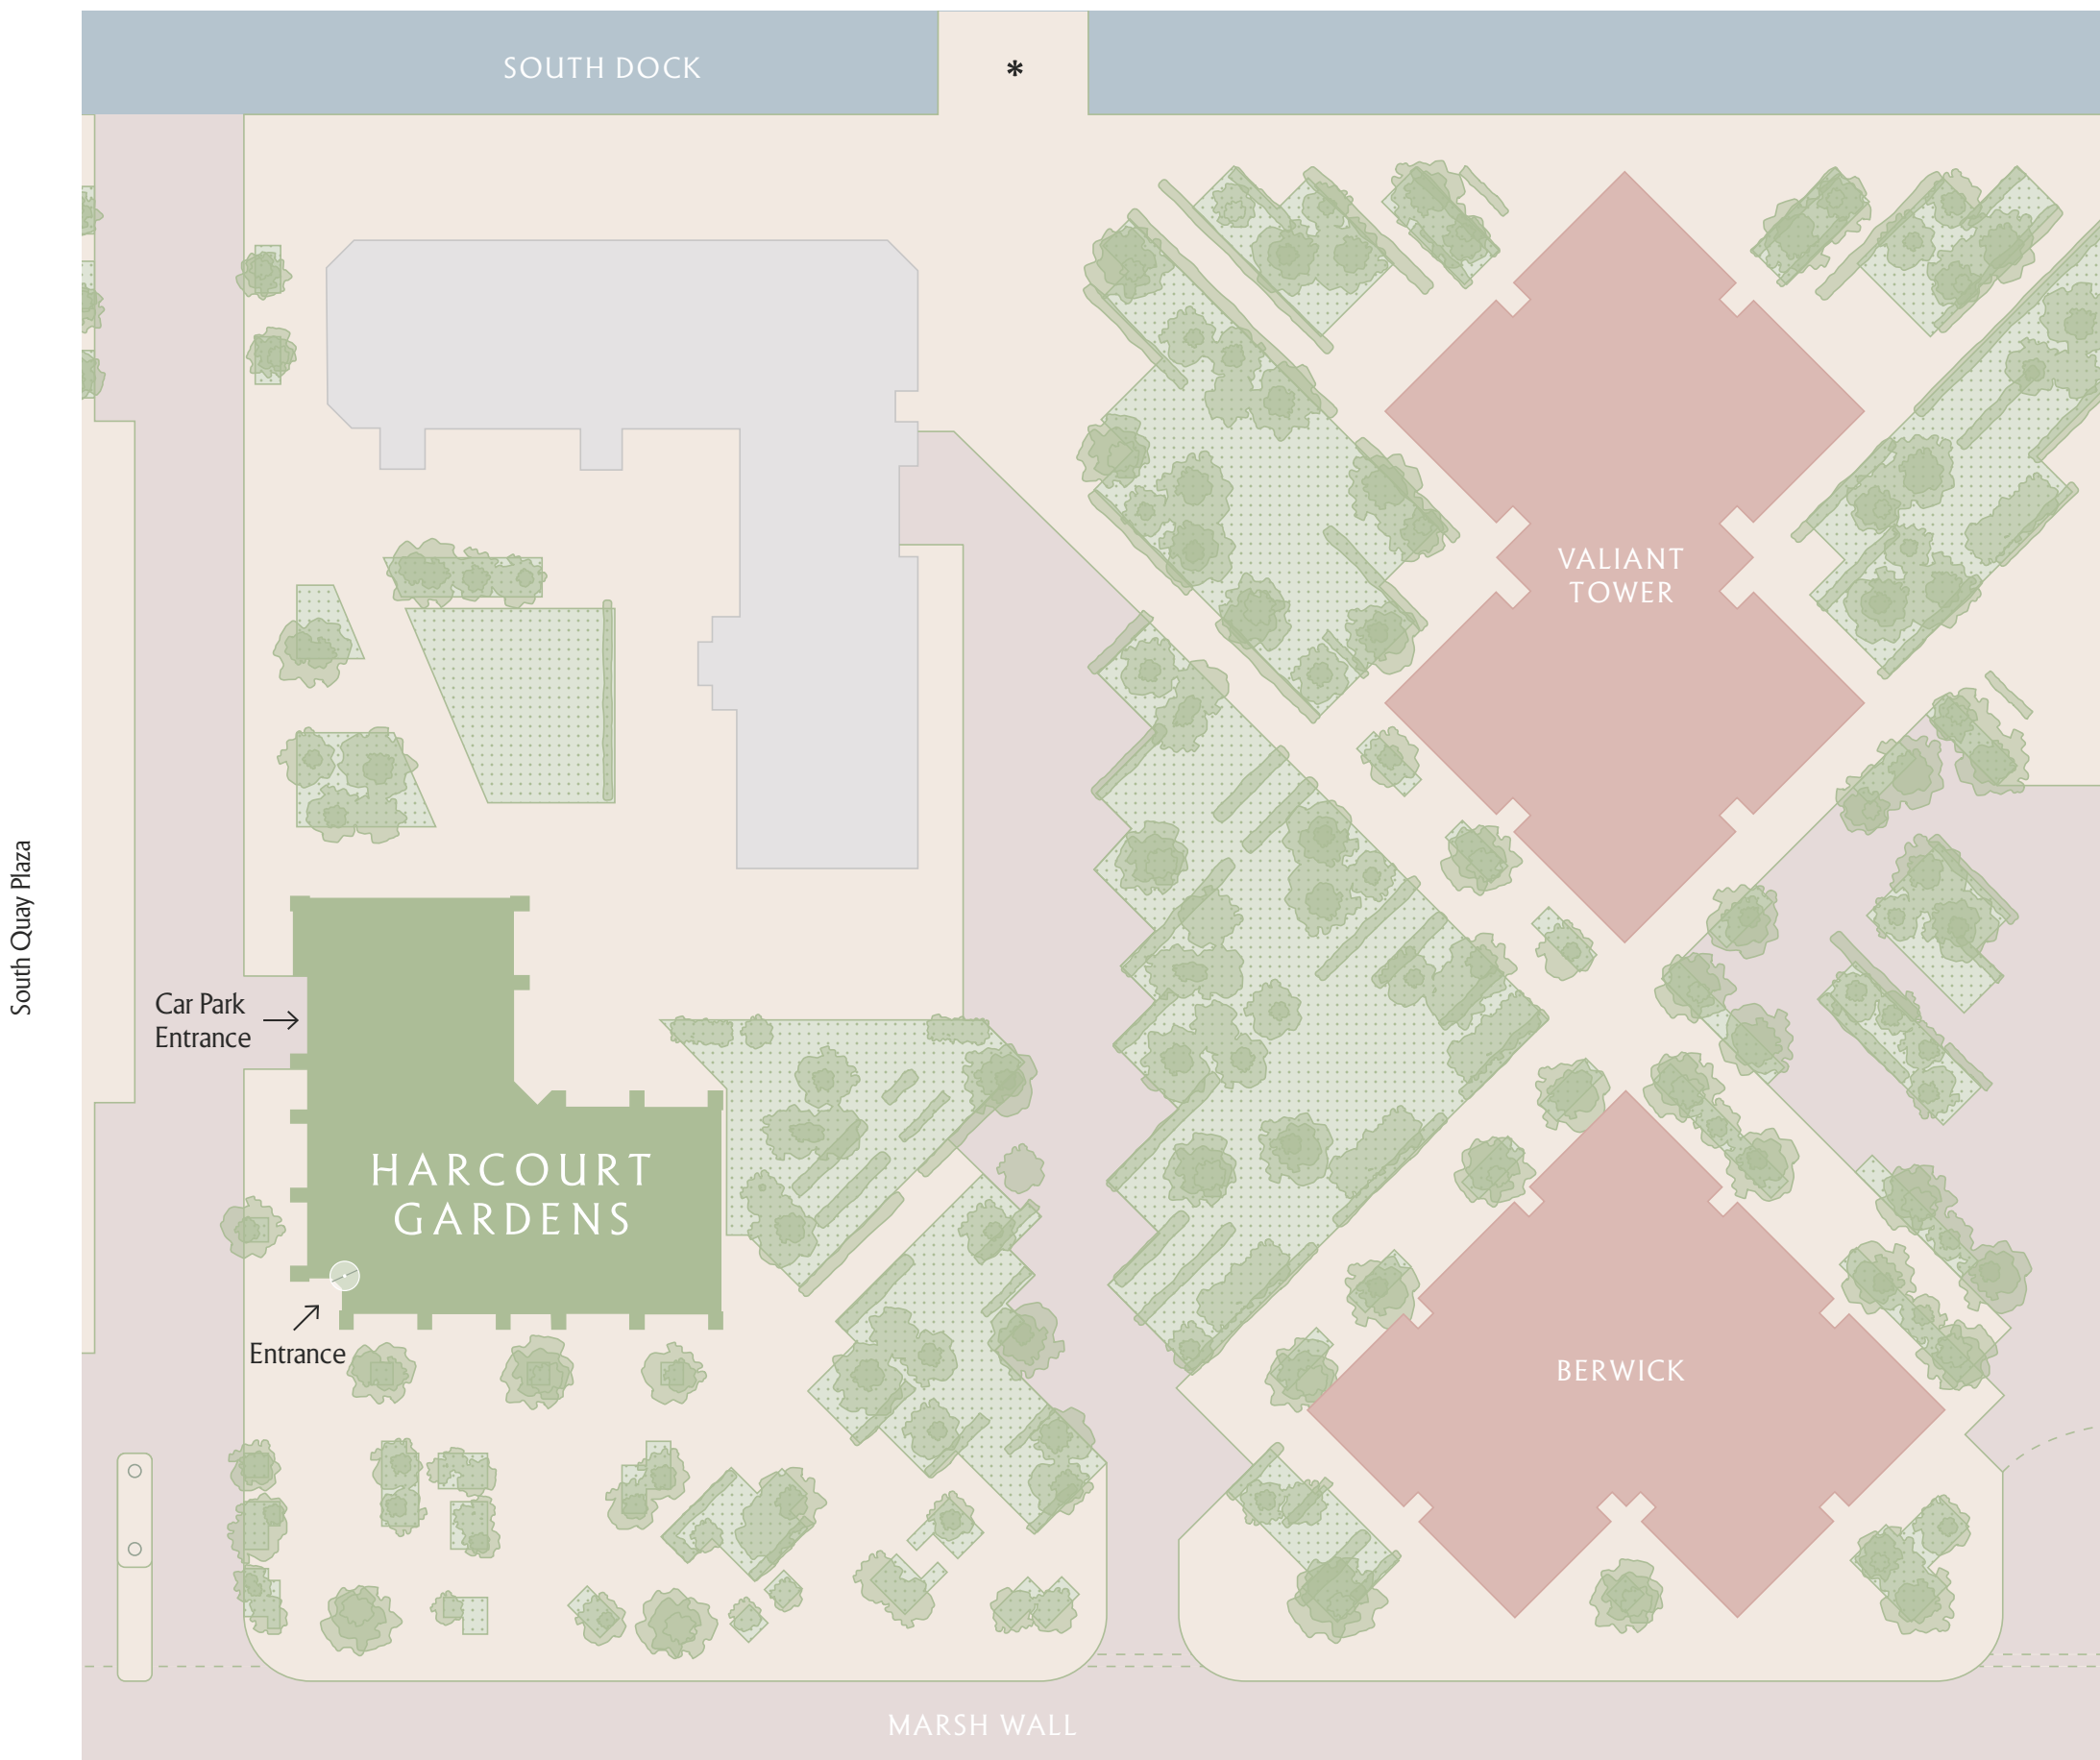 SOUTH DOCK
*
VALIANT
TOWER
South Quay Plaza
Car Park
Entrance
HARCOURT
GARDENS
Entrance
BERWICK
MARSH WALL